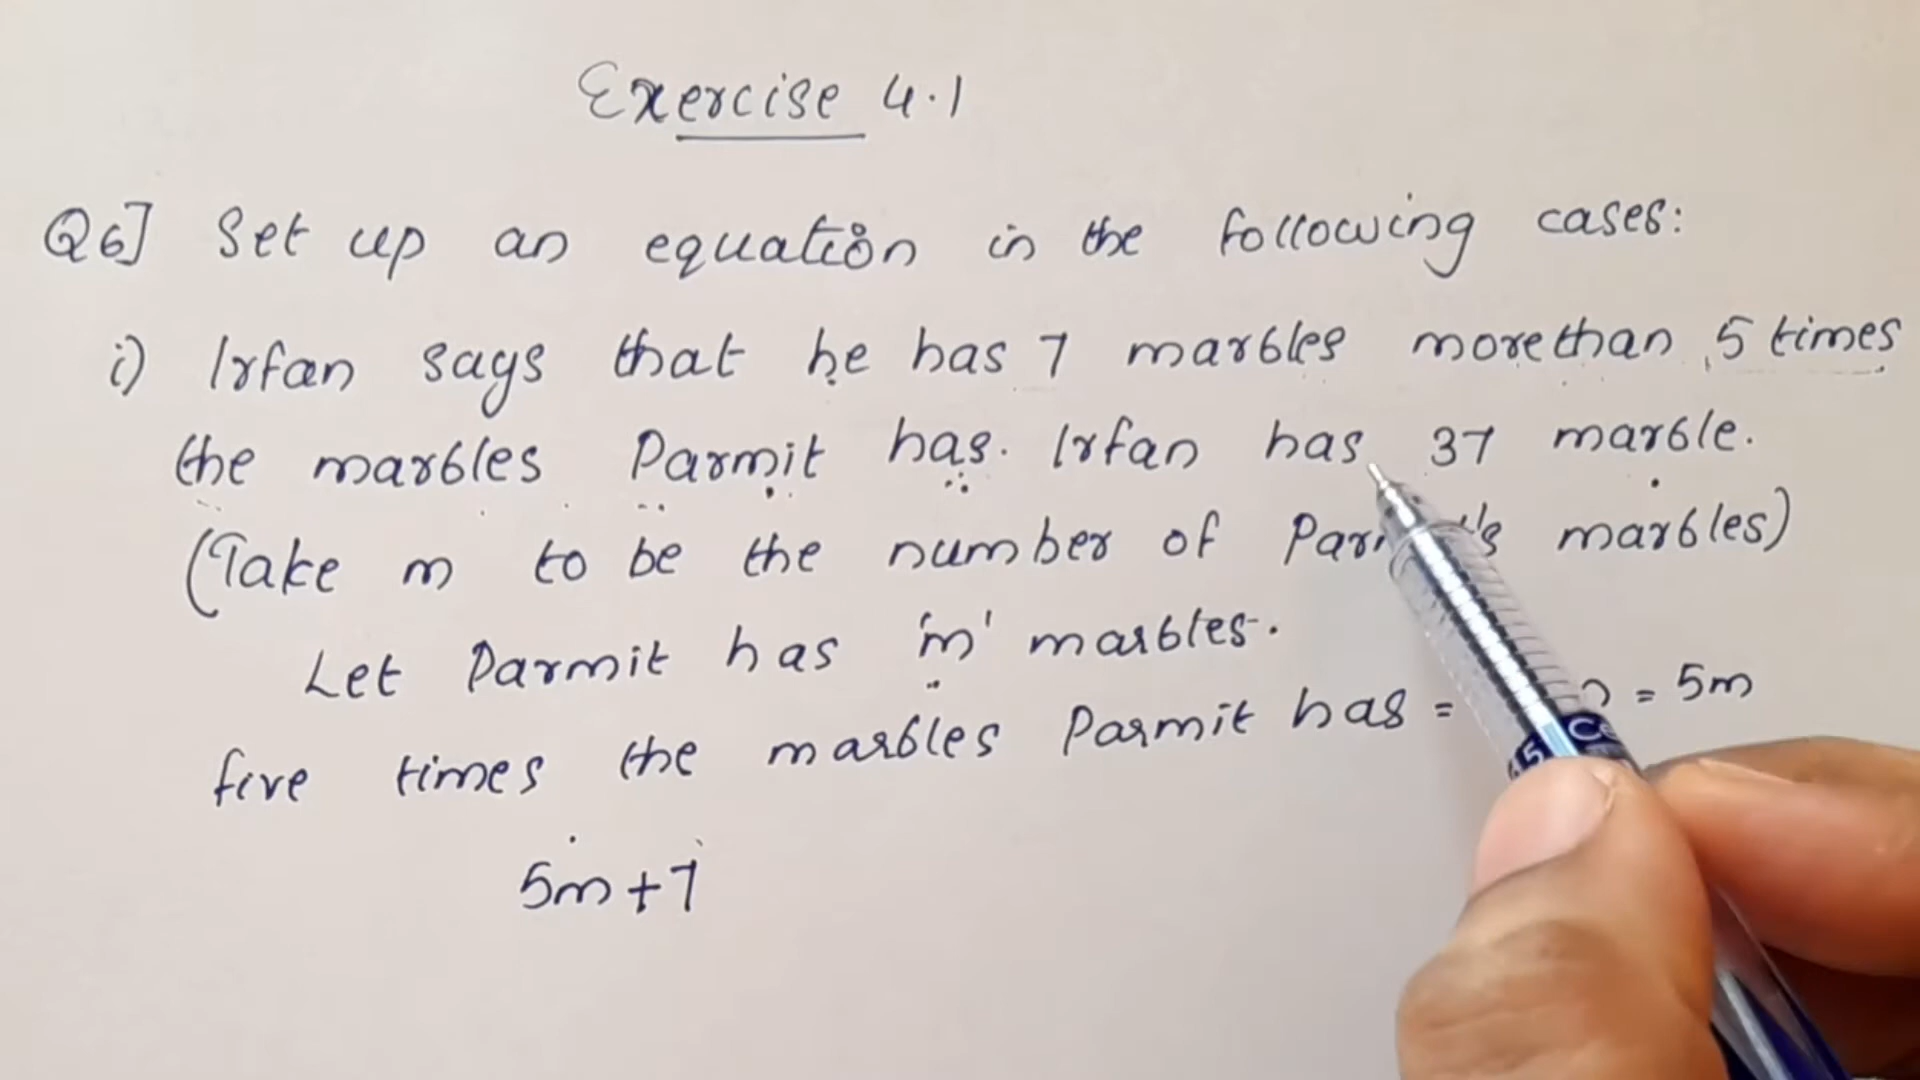 Exercise 4.1
Q6] Set up an equation in the following cases:
i) Irfan says that he has 7 marbles more than 5 times
the marbles Parmit has. Irfan has 37 marble.
(Take m to be the number of marbles)
Let Parmit has 'm' marbles.
five times the marbles Parmit has = = 5m
5m + 7